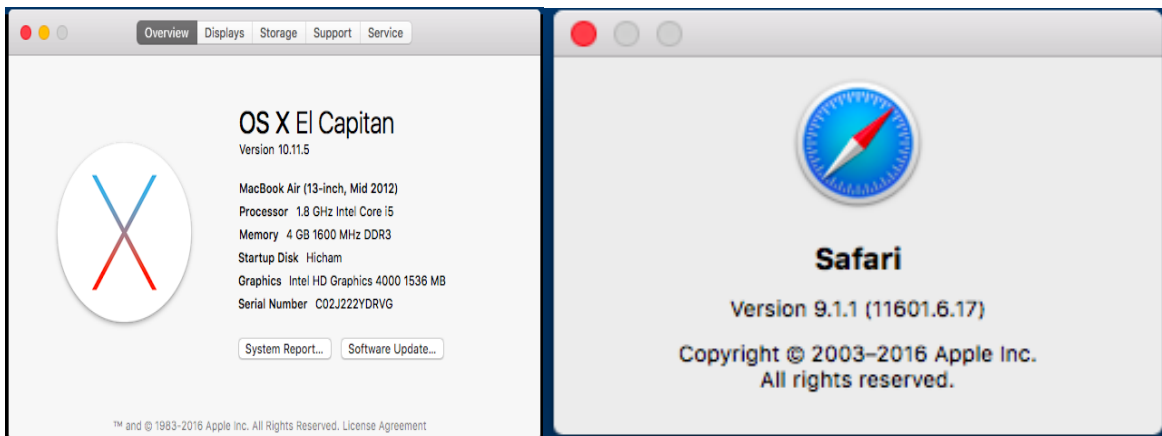 Overview Displays Storage Support Service
OS X El Capitan
Version 10.11.5
MacBook Air (13-inch, Mid 2012)
Processor 1.8 GHz Intel Core i5
Memory 4 GB 1600 MHz DDR3
Startup Disk Hicham
Graphics Intel HD Graphics 4000 1536 MB
Serial Number C02J222YDRVG
System Report... Software Update...
™ and © 1983-2016 Apple Inc. All Rights Reserved. License Agreement
Safari
Version 9.1.1 (11601.6.17)
Copyright © 2003–2016 Apple Inc.
All rights reserved.